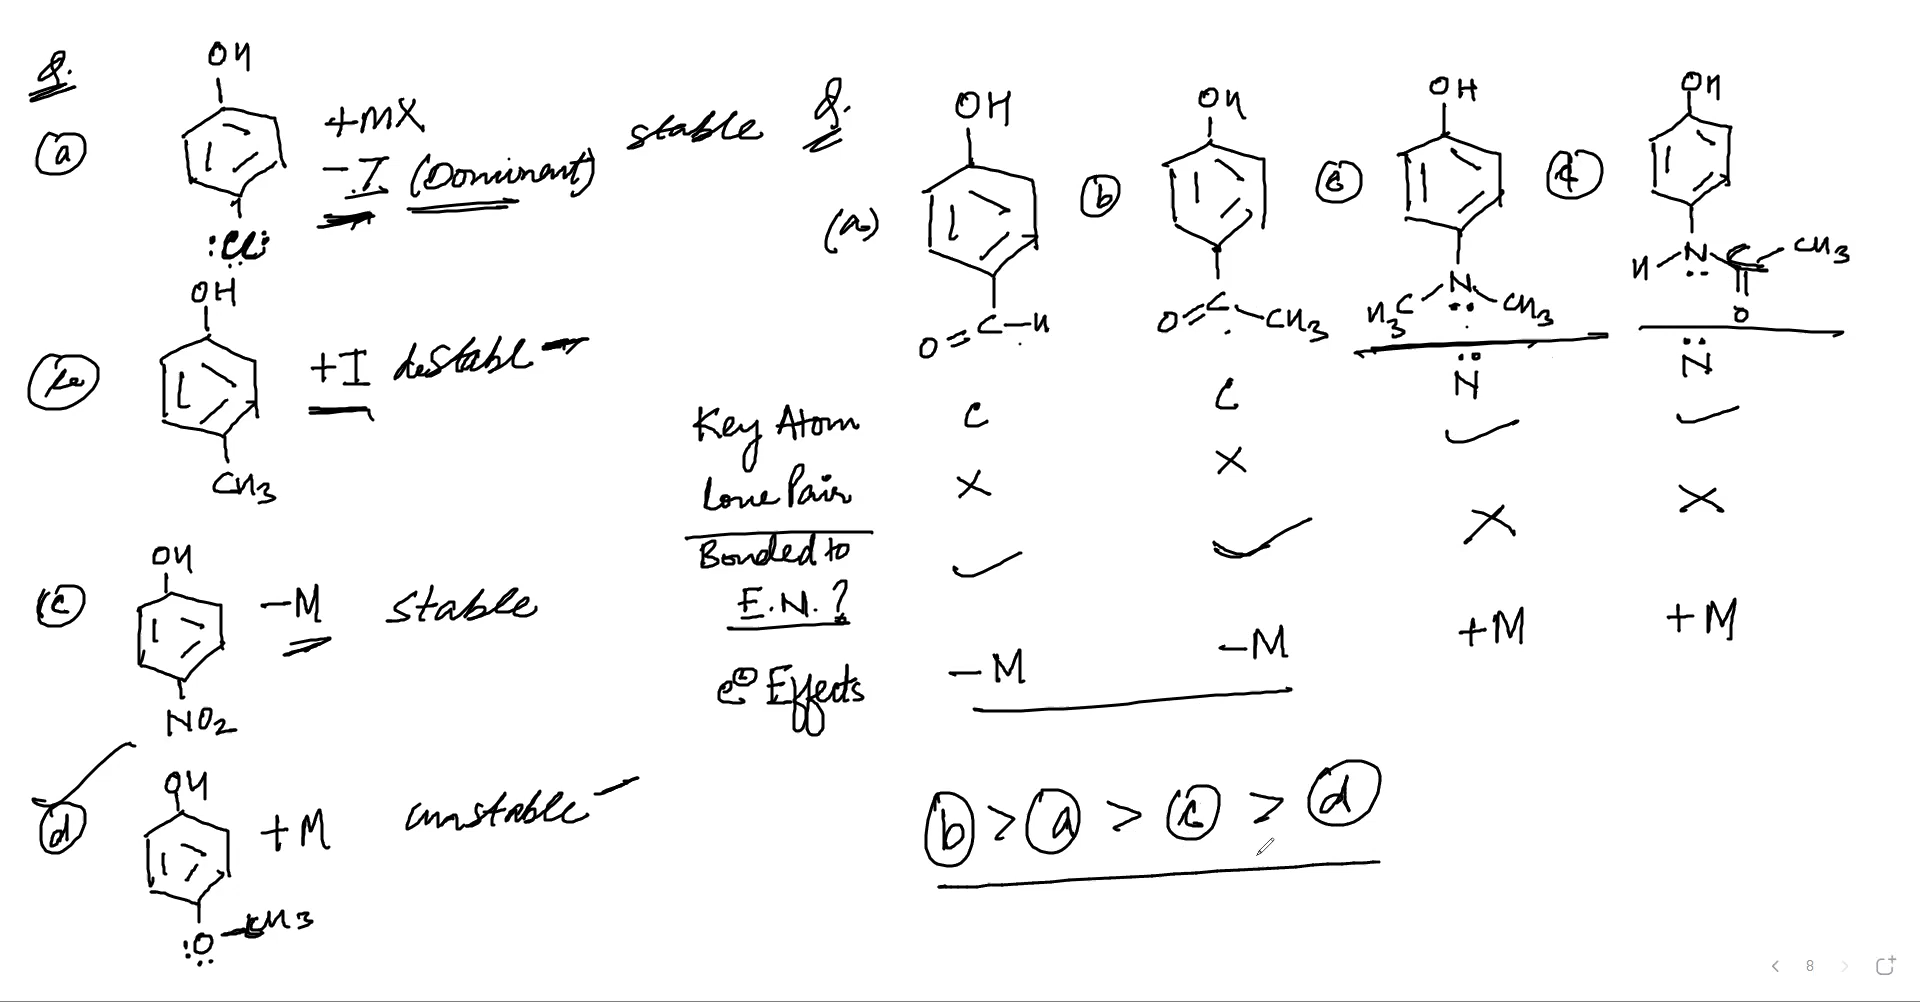 Q.
(a)
OH
+MX
-I (Dominant) stable
:Cl:
(b)
OH
+I destable
CH3
(c)
OH
-M stable
NO2
(d)
OH
+M unstable
:O-CH3
Q.
(a)
OH
O=C-H
(b)
OH
O=C-CH3
(c)
OH
H3C N CH3
(d)
OH
H-N-C-CH3
O
Key Atom C C N N
Lone Pair × × ✓ ✓
Bonded to
E.N.? ✓ ✓ × ×
e⊖ Effects -M -M +M +M
(b) > (a) > (c) > (d)
8